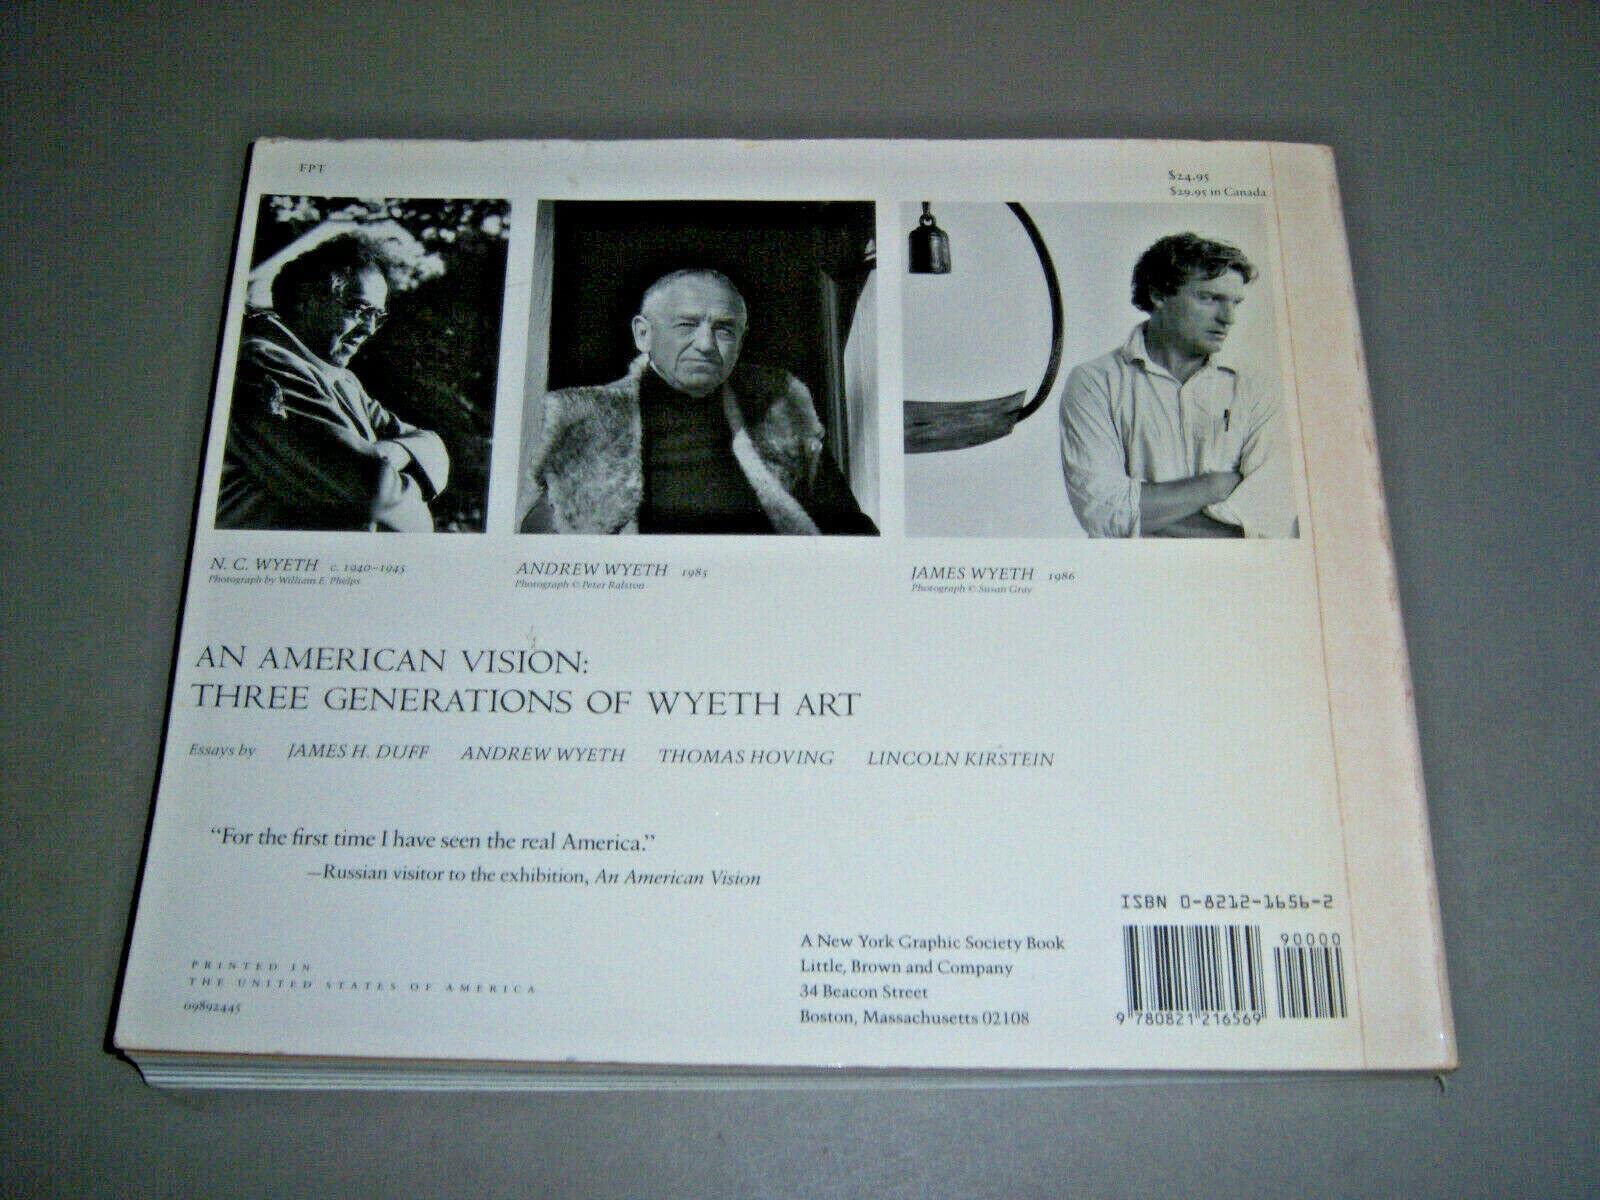 FPT
$24.95
$29.95 in Canada
N. C. WYETH c. 1940–1945
Photograph by William E. Phelps
ANDREW WYETH 1985
Photograph © Peter Ralston
JAMES WYETH 1986
Photograph © Susan Gray
AN AMERICAN VISION:
THREE GENERATIONS OF WYETH ART
Essays by JAMES H. DUFF ANDREW WYETH THOMAS HOVING LINCOLN KIRSTEIN
“For the first time I have seen the real America.”
—Russian visitor to the exhibition, An American Vision
PRINTED IN
THE UNITED STATES OF AMERICA
09892445
A New York Graphic Society Book
Little, Brown and Company
34 Beacon Street
Boston, Massachusetts 02108
ISBN 0-8212-1656-2
90000
9 780821 216569